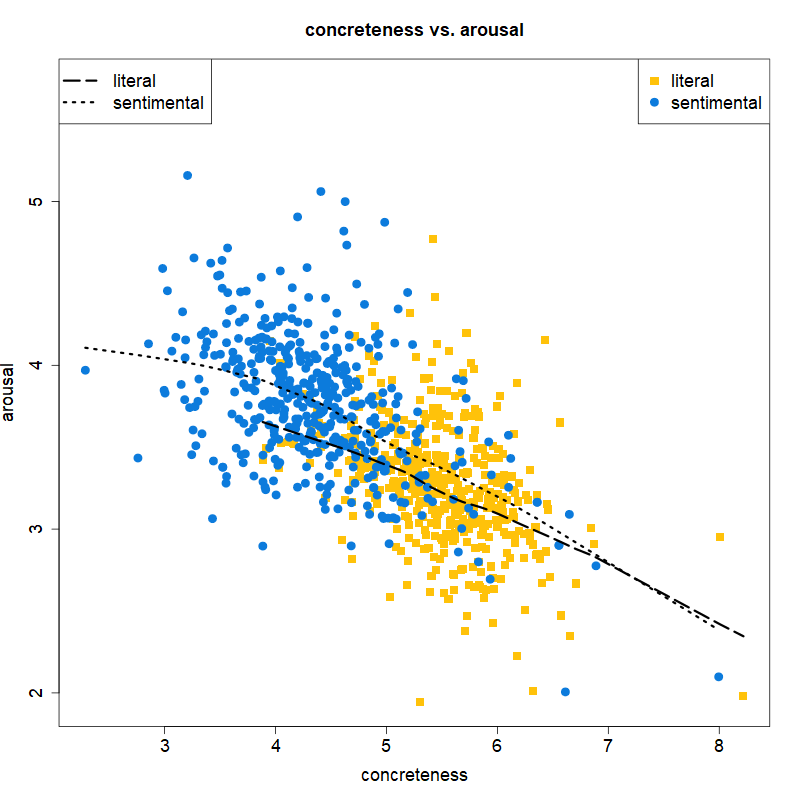 concreteness vs. arousal
literal
sentimental
literal
sentimental
5
4
3
2
arousal
3 4 5 6 7 8
concreteness